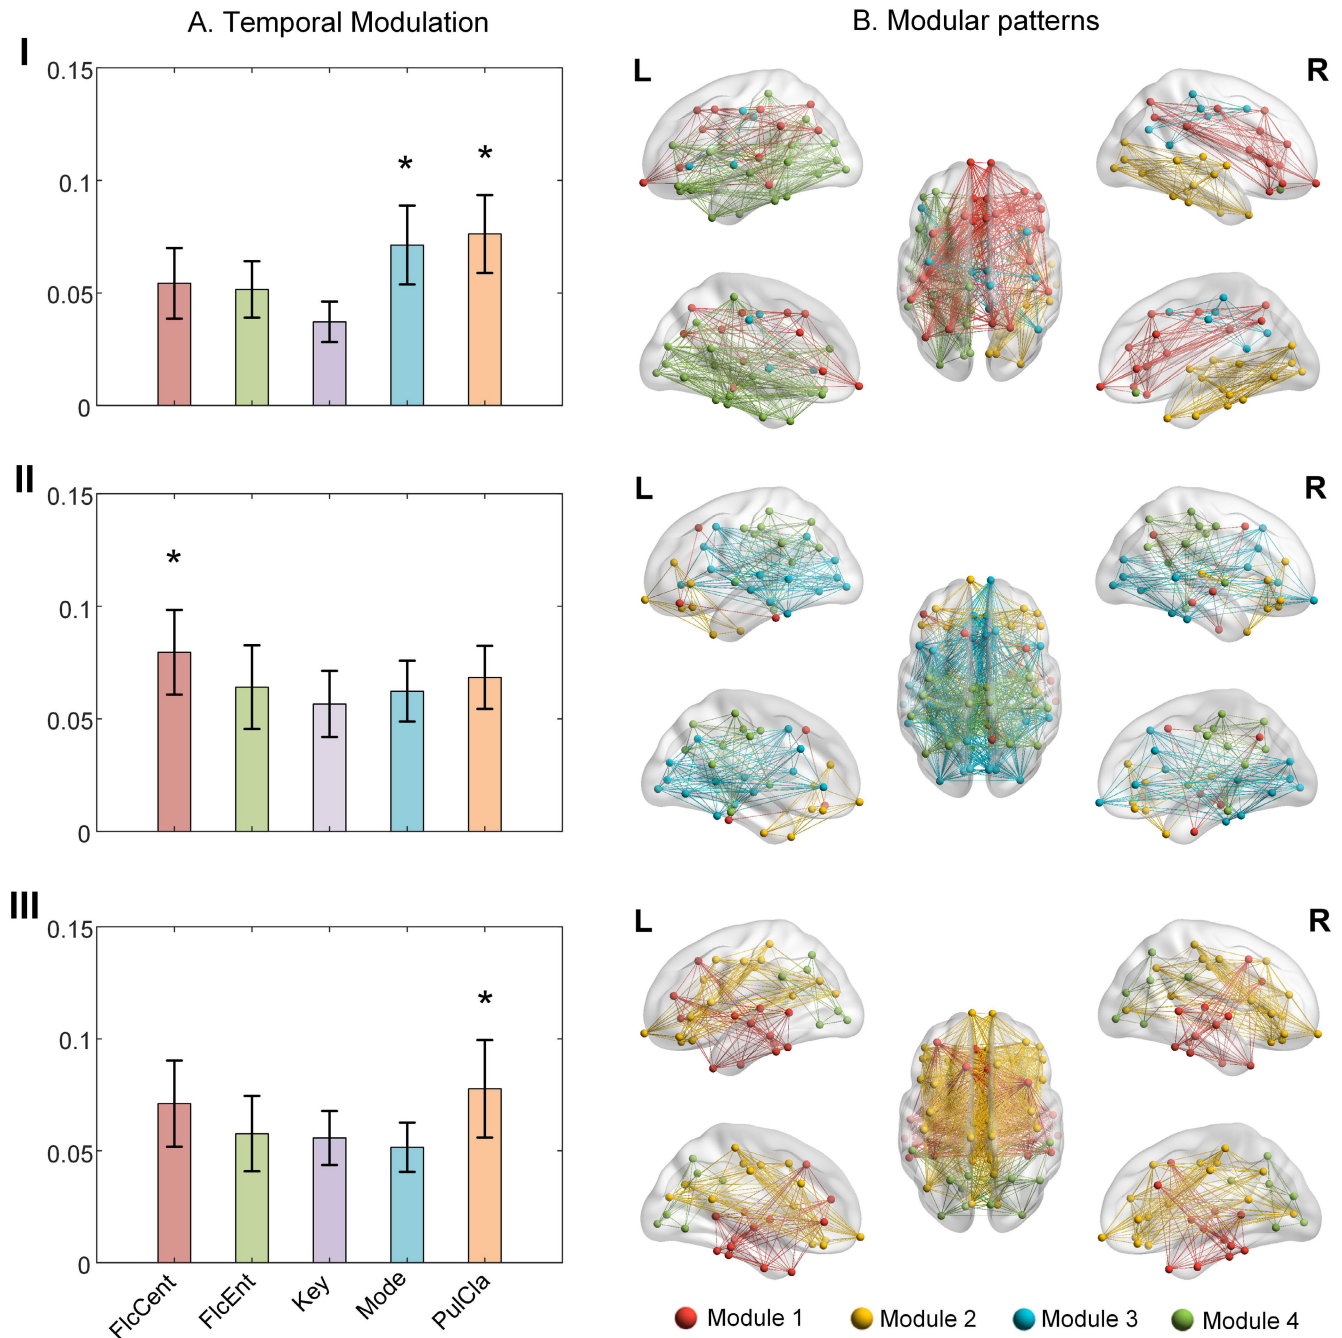 A. Temporal Modulation
B. Modular patterns
I
0.15
0.1
0.05
0
* *
L
R
II
0.15
0.1
0.05
0
*
L
R
III
0.15
0.1
0.05
0
*
L
R
FlcCent
FlcEnt
Key
Mode
PulCla
Module 1
Module 2
Module 3
Module 4